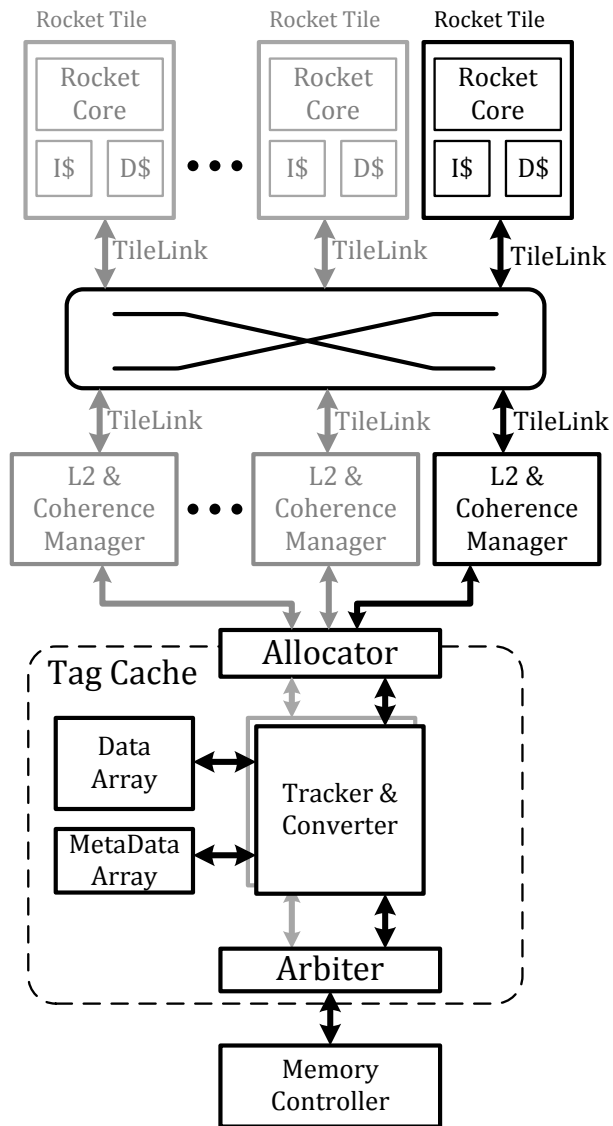 Rocket Tile
Rocket Tile
Rocket Tile
Rocket
Core
Rocket
Core
Rocket
Core
I$
D$
I$
D$
I$
D$
TileLink
TileLink
TileLink
TileLink
TileLink
TileLink
L2 &
Coherence
Manager
L2 &
Coherence
Manager
L2 &
Coherence
Manager
Allocator
Tag Cache
Data
Array
Tracker &
Converter
MetaData
Array
Arbiter
Memory
Controller